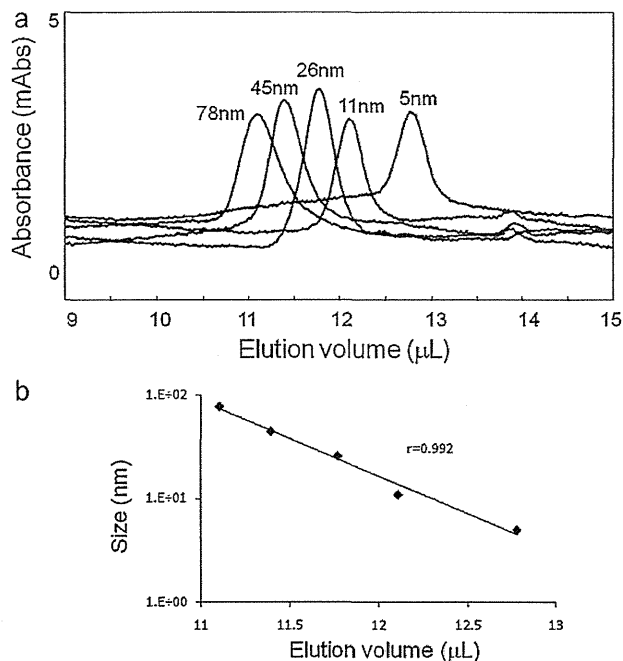 a
5
Absorbance (mAbs)
0
78nm
45nm
26nm
11nm
5nm
9 10 11 12 13 14 15
Elution volume (μL)
b
1.E+02
1.E+01
1.E+00
Size (nm)
r=0.992
11 11.5 12 12.5 13
Elution volume (μL)